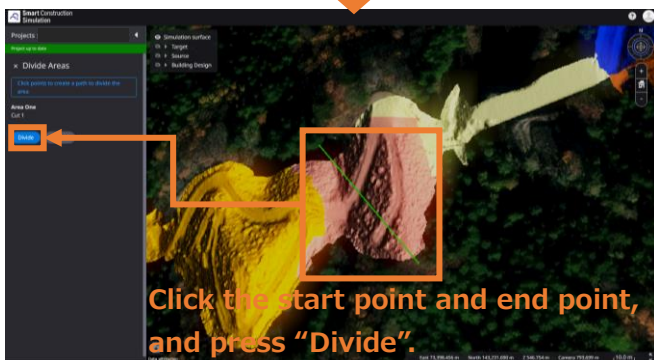 Smart Construction
Simulation
Projects
Project up to date
× Divide Areas
Click points to create a path to divide the
area
Area One
Cut 1
Divide
Simulation surface
Target
Source
Building Design
Click the start point and end point,
and press “Divide”.